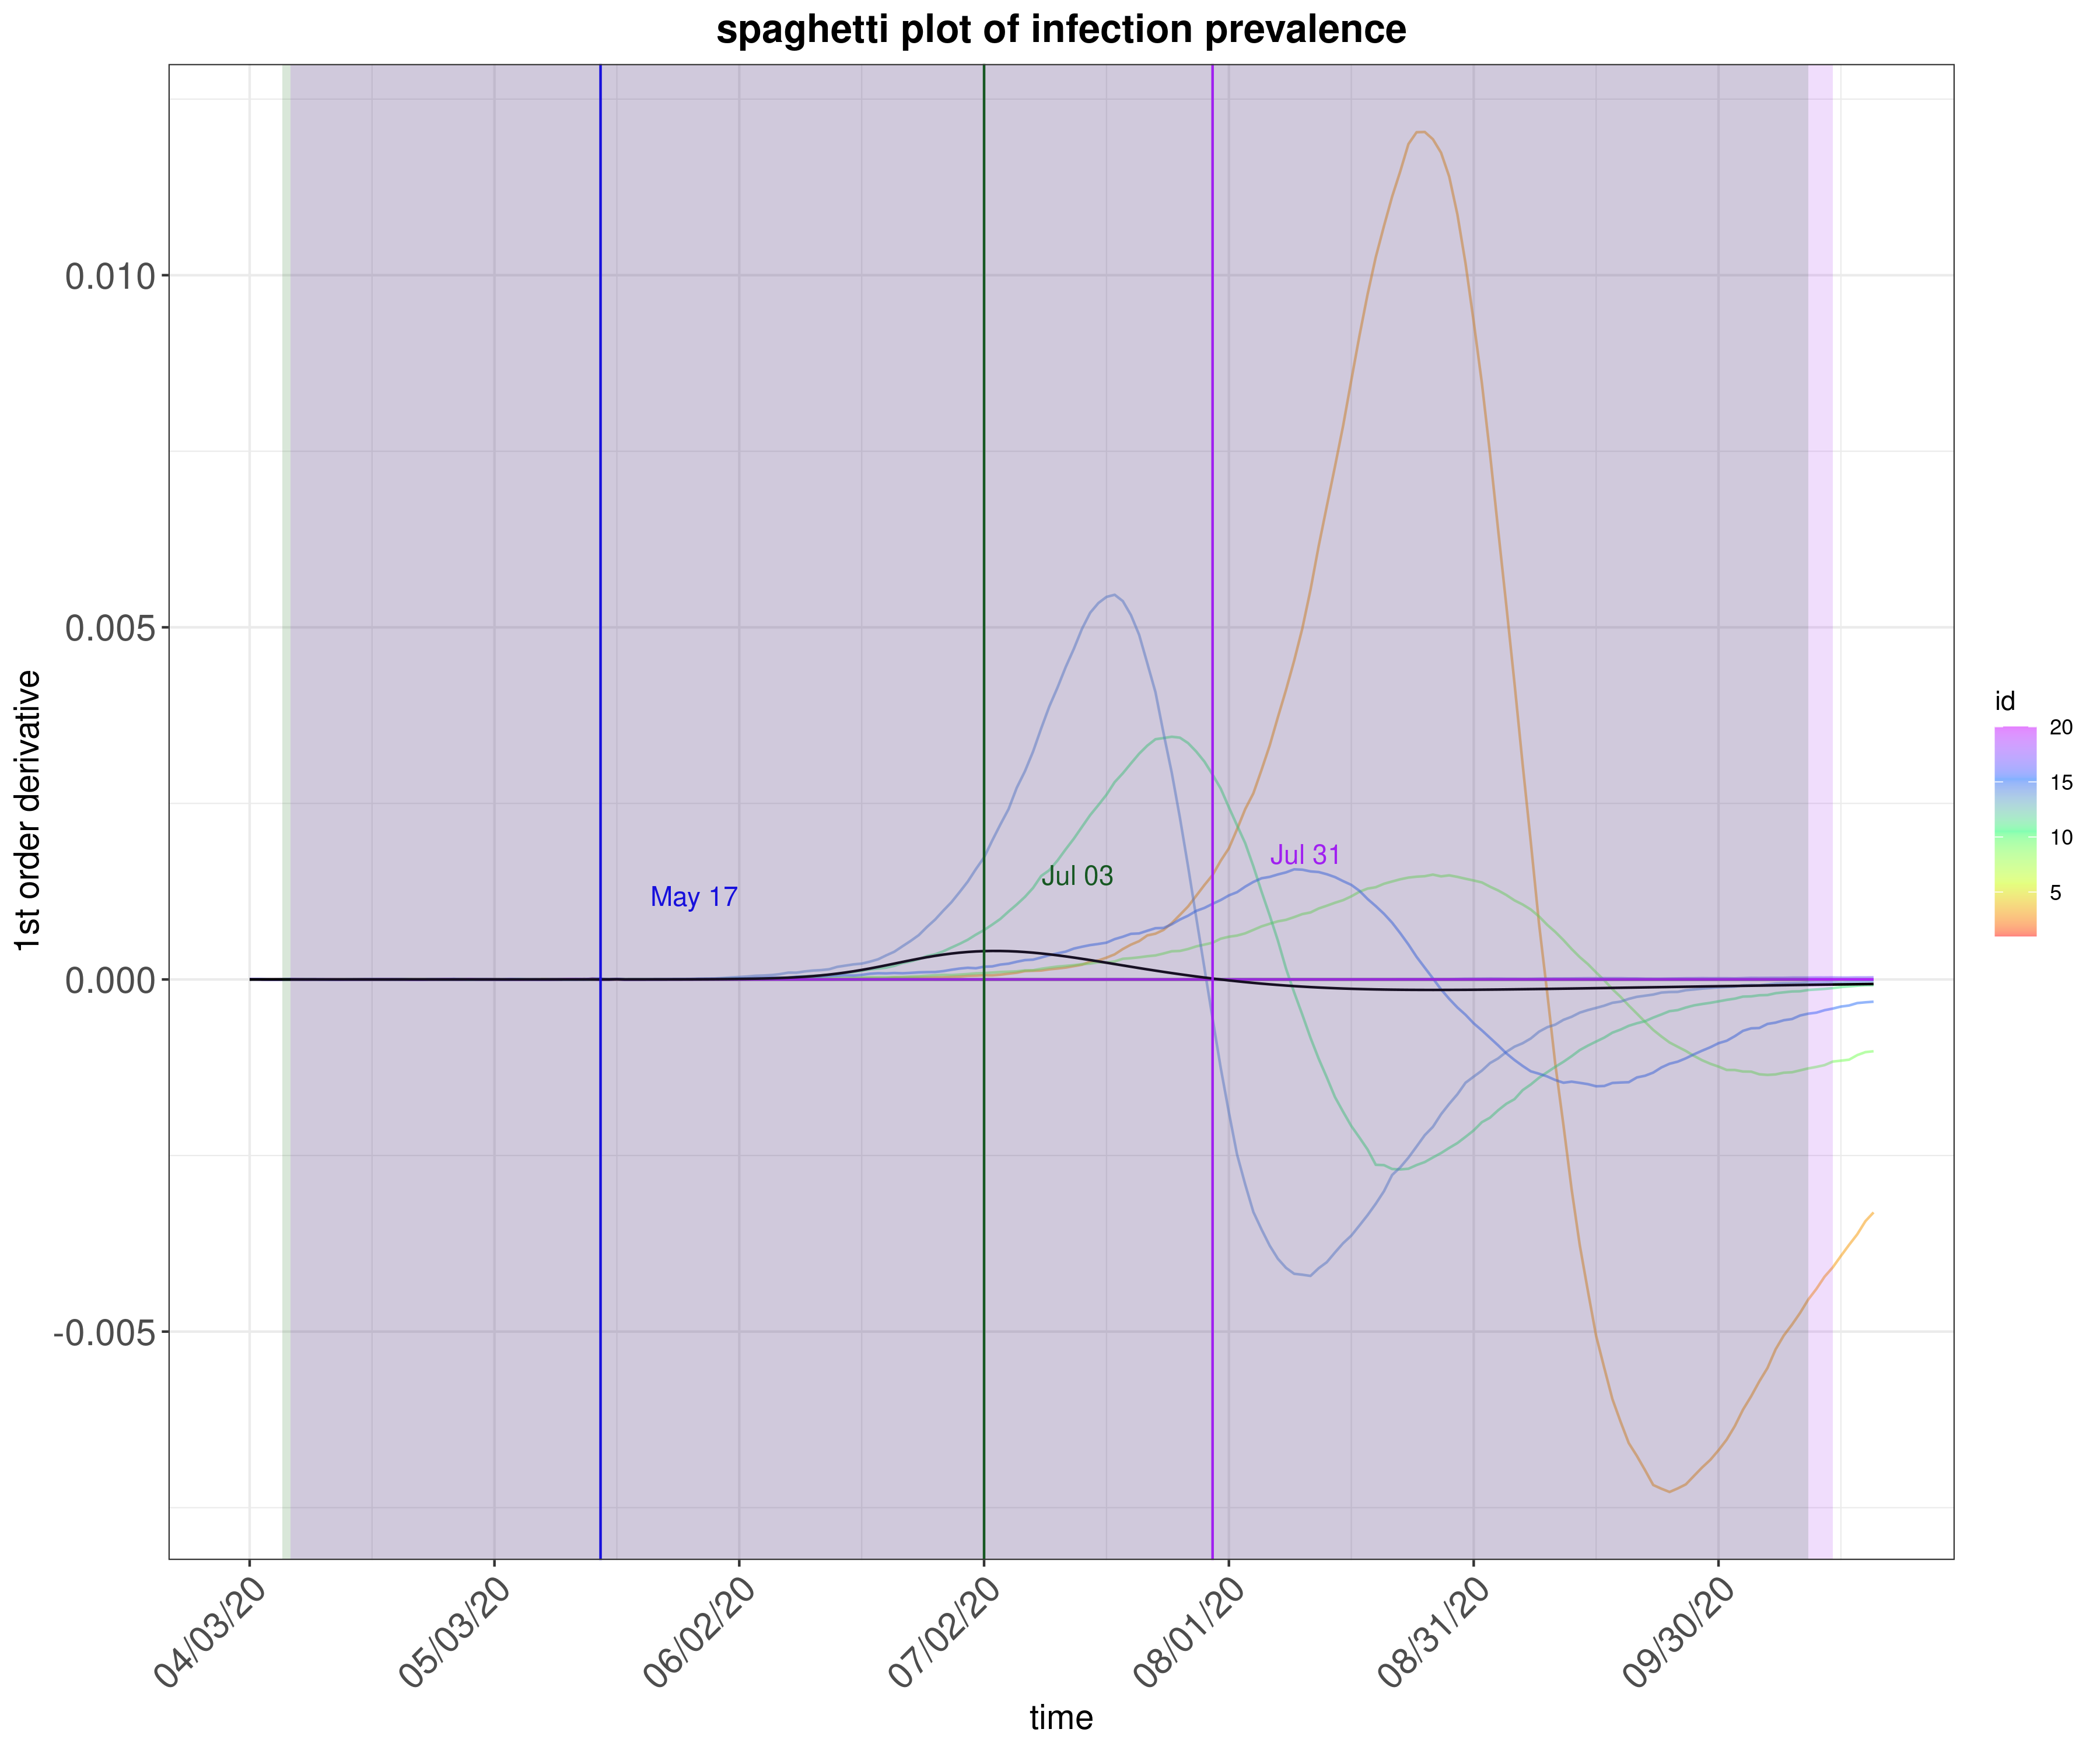 spaghetti plot of infection prevalence
1st order derivative
0.010
0.005
0.000
-0.005
May 17
Jul 03
Jul 31
id
20
15
10
5
04/03/20
05/03/20
06/02/20
07/02/20
08/01/20
08/31/20
09/30/20
time